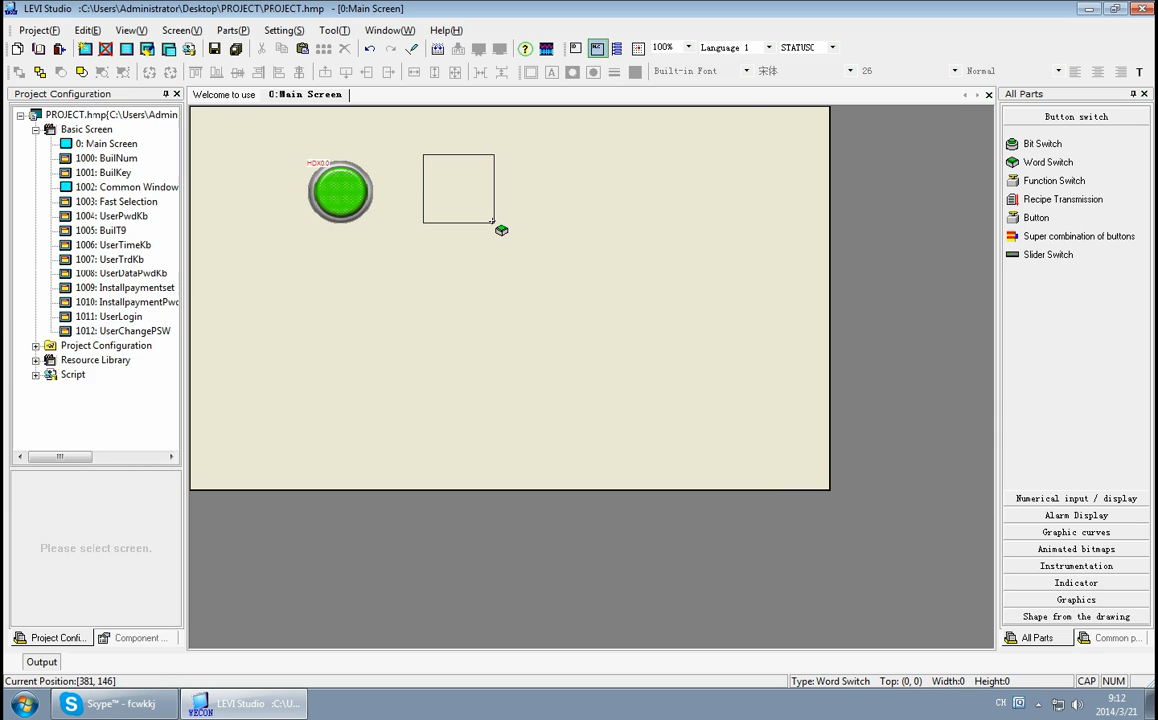 LEVI Studio :C:\Users\Administrator\Desktop\PROJECT\PROJECT.hmp - [0:Main Screen]
Project(F) Edit(E) View(V) Screen(V) Parts(P) Setting(S) Tool(T) Window(W) Help(H)
100% Language 1 STATUS(
Built-in Font 宋体 26 Normal
Project Configuration
Welcome to use 0:Main Screen
All Parts
PROJECT.hmp{C:\Users\Admin
Basic Screen
0: Main Screen
1000: BuilNum
1001: BuilKey
1002: Common Window
1003: Fast Selection
1004: UserPwdKb
1005: BuilT9
1006: UserTimeKb
1007: UserTrdKb
1008: UserDataPwdKb
1009: Installpaymentset
1010: InstallpaymentPwd
1011: UserLogin
1012: UserChangePSW
Project Configuration
Resource Library
Script
HDX0.0
Button switch
Bit Switch
Word Switch
Function Switch
Recipe Transmission
Button
Super combination of buttons
Slider Switch
Numerical input / display
Alarm Display
Graphic curves
Animated bitmaps
Instrumentation
Indicator
Graphics
Shape from the drawing
Please select screen.
Project Confi... Component ...
All Parts Common p...
Output
Current Position:[381, 146] Type: Word Switch Top: (0, 0) Width:0 Height:0 CAP NUM
Skype™ - fcwkkj
WECON
LEVI Studio :C:\U...
CH
9:12
2014/3/21